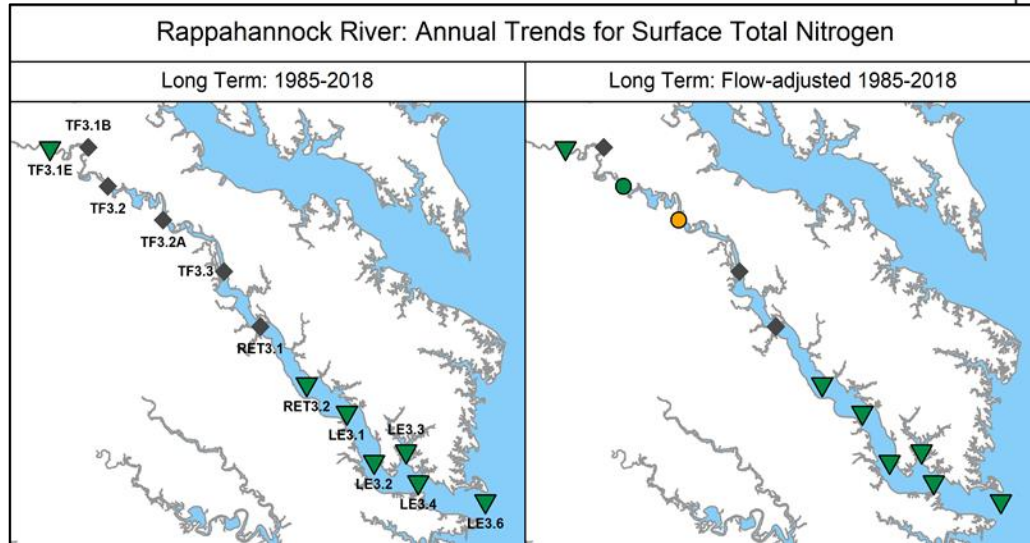 Rappahannock River: Annual Trends for Surface Total Nitrogen
Long Term: 1985-2018
Long Term: Flow-adjusted 1985-2018
TF3.1B
TF3.1E
TF3.2
TF3.2A
TF3.3
RET3.1
RET3.2
LE3.1
LE3.3
LE3.2
LE3.4
LE3.6